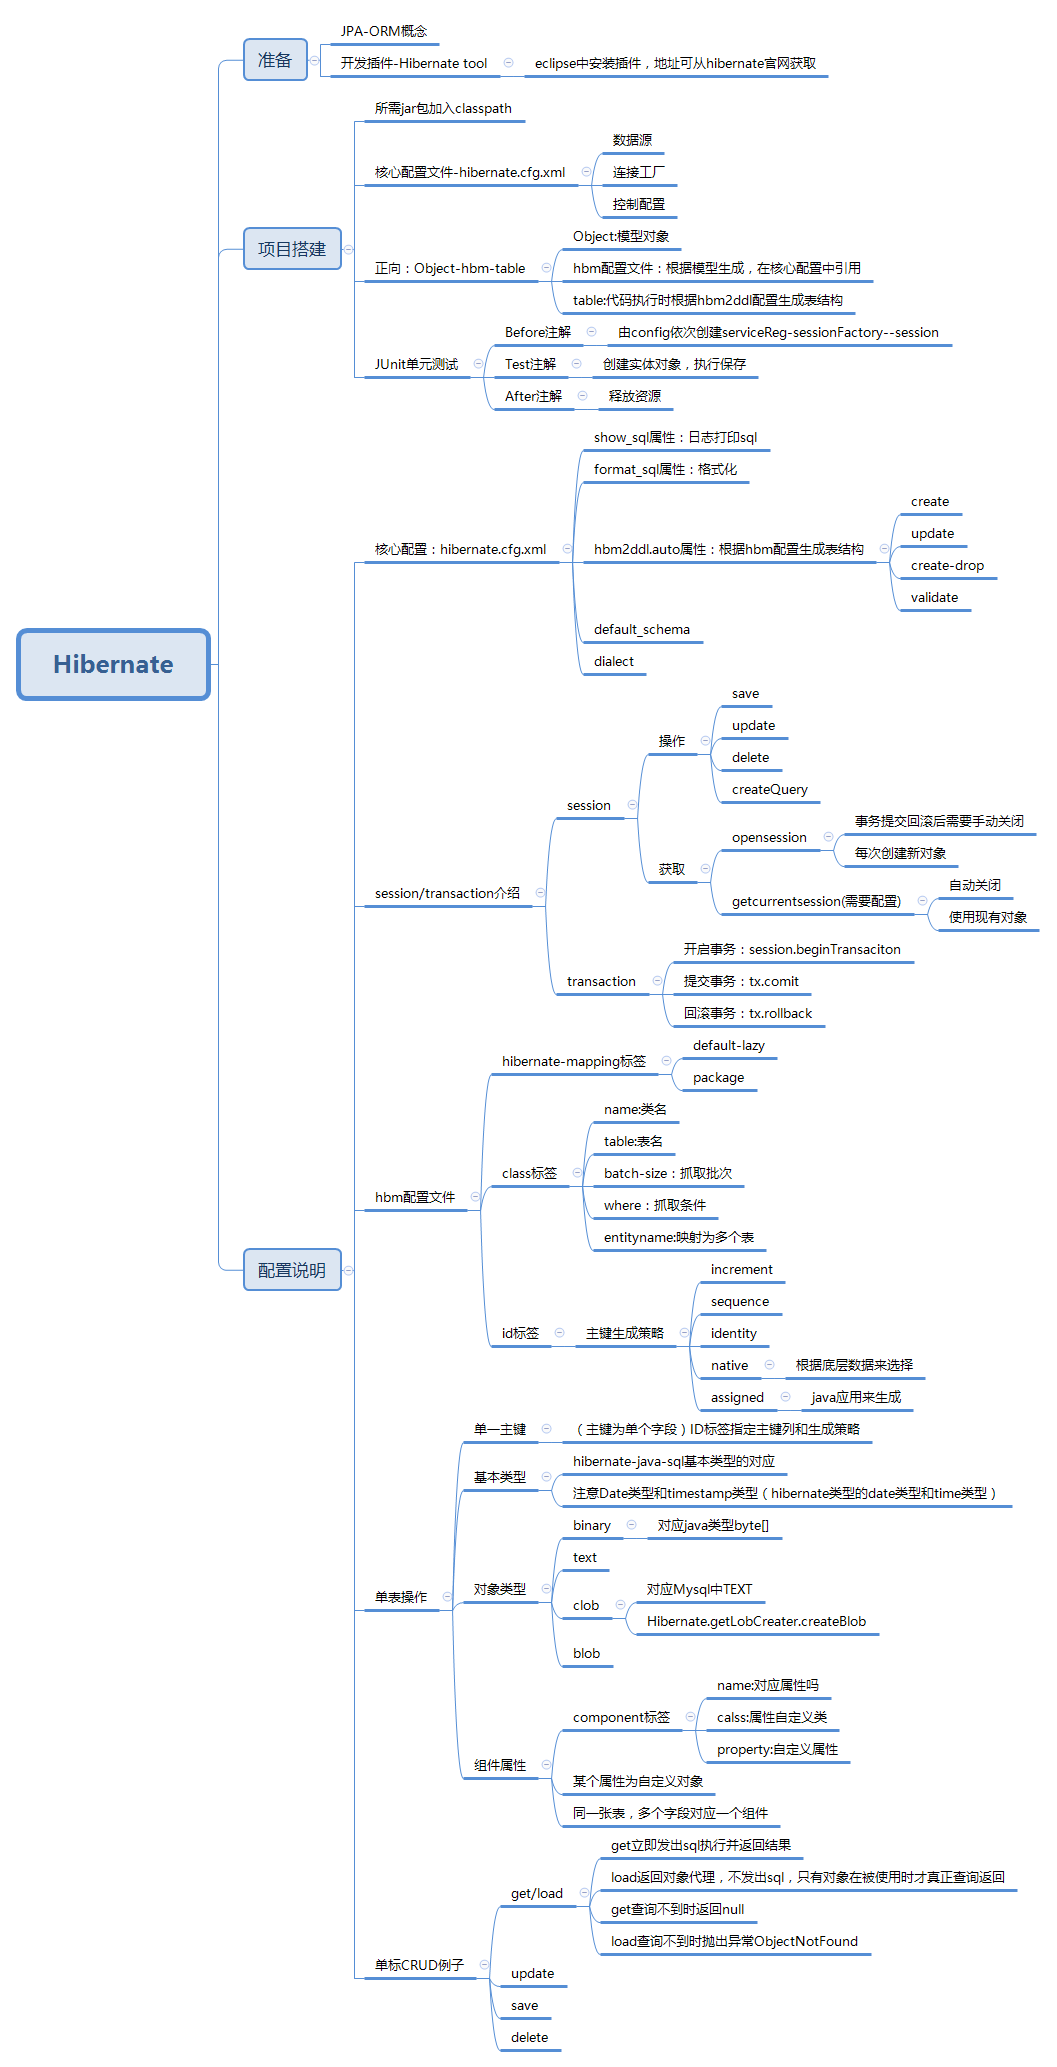 Hibernate
准备
JPA-ORM概念
开发插件-Hibernate tool
eclipse中安装插件，地址可从hibernate官网获取
项目搭建
所需jar包加入classpath
核心配置文件-hibernate.cfg.xml
数据源
连接工厂
控制配置
正向：Object-hbm-table
Object:模型对象
hbm配置文件：根据模型生成，在核心配置中引用
table:代码执行时根据hbm2ddl配置生成表结构
JUnit单元测试
Before注解
由config依次创建serviceReg-sessionFactory--session
Test注解
创建实体对象，执行保存
After注解
释放资源
配置说明
核心配置：hibernate.cfg.xml
show_sql属性：日志打印sql
format_sql属性：格式化
hbm2ddl.auto属性：根据hbm配置生成表结构
create
update
create-drop
validate
default_schema
dialect
session/transaction介绍
session
操作
save
update
delete
createQuery
获取
opensession
事务提交回滚后需要手动关闭
每次创建新对象
getcurrentsession(需要配置)
自动关闭
使用现有对象
transaction
开启事务：session.beginTransaciton
提交事务：tx.comit
回滚事务：tx.rollback
hbm配置文件
hibernate-mapping标签
default-lazy
package
class标签
name:类名
table:表名
batch-size：抓取批次
where：抓取条件
entityname:映射为多个表
id标签
主键生成策略
increment
sequence
identity
native
根据底层数据来选择
assigned
java应用来生成
单表操作
单一主键
（主键为单个字段）ID标签指定主键列和生成策略
基本类型
hibernate-java-sql基本类型的对应
注意Date类型和timestamp类型（hibernate类型的date类型和time类型）
对象类型
binary
对应java类型byte[]
text
clob
对应Mysql中TEXT
Hibernate.getLobCreater.createBlob
blob
组件属性
component标签
name:对应属性吗
calss:属性自定义类
property:自定义属性
某个属性为自定义对象
同一张表，多个字段对应一个组件
单标CRUD例子
get/load
get立即发出sql执行并返回结果
load返回对象代理，不发出sql，只有对象在被使用时才真正查询返回
get查询不到时返回null
load查询不到时抛出异常ObjectNotFound
update
save
delete